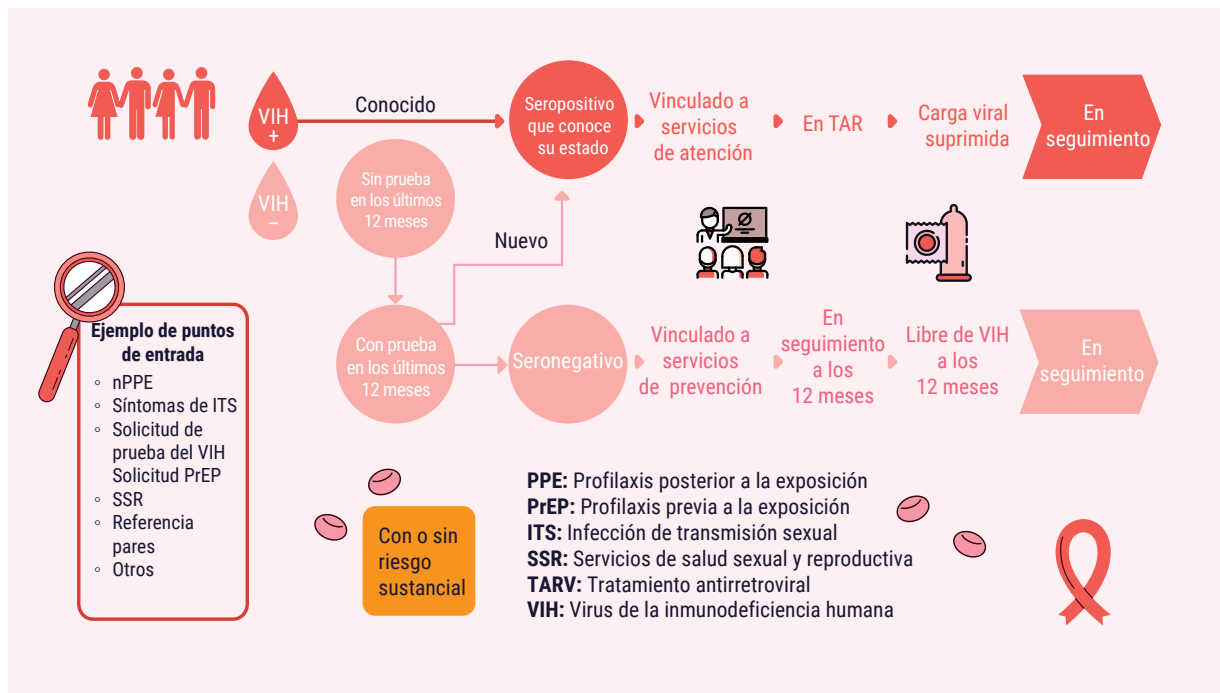 VIH
+
Conocido
Seropositivo
que conoce
su estado
Vinculado a
servicios
de atención
En TAR
Carga viral
suprimida
En
seguimiento
VIH
–
Sin prueba
en los últimos
12 meses
Nuevo
Con prueba
en los últimos
12 meses
Seronegativo
Vinculado a
servicios
de prevención
En
seguimiento
a los
12 meses
Libre de VIH
a los
12 meses
En
seguimiento
Ejemplo de puntos
de entrada
◦ nPPE
◦ Síntomas de ITS
◦ Solicitud de
prueba del VIH
Solicitud PrEP
◦ SSR
◦ Referencia
pares
◦ Otros
Con o sin
riesgo
sustancial
PPE: Profilaxis posterior a la exposición
PrEP: Profilaxis previa a la exposición
ITS: Infección de transmisión sexual
SSR: Servicios de salud sexual y reproductiva
TARV: Tratamiento antirretroviral
VIH: Virus de la inmunodeficiencia humana